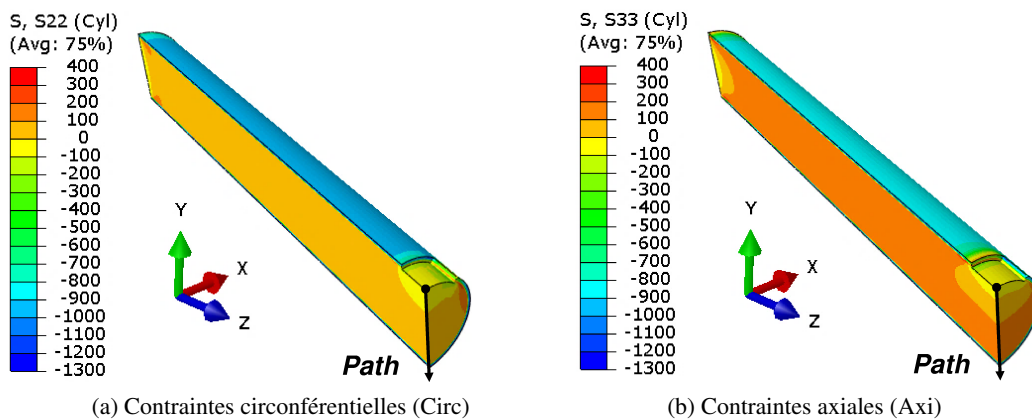 S, S22 (Cyl)
(Avg: 75%)
400
300
200
100
0
-100
-300
-400
-500
-600
-700
-800
-900
-1000
-1100
-1200
-1300
Y
X
Z
Path
(a) Contraintes circonférentielles (Circ)
S, S33 (Cyl)
(Avg: 75%)
400
300
200
100
0
-100
-300
-400
-500
-600
-700
-800
-900
-1000
-1100
-1200
-1300
Y
X
Z
Path
(b) Contraintes axiales (Axi)